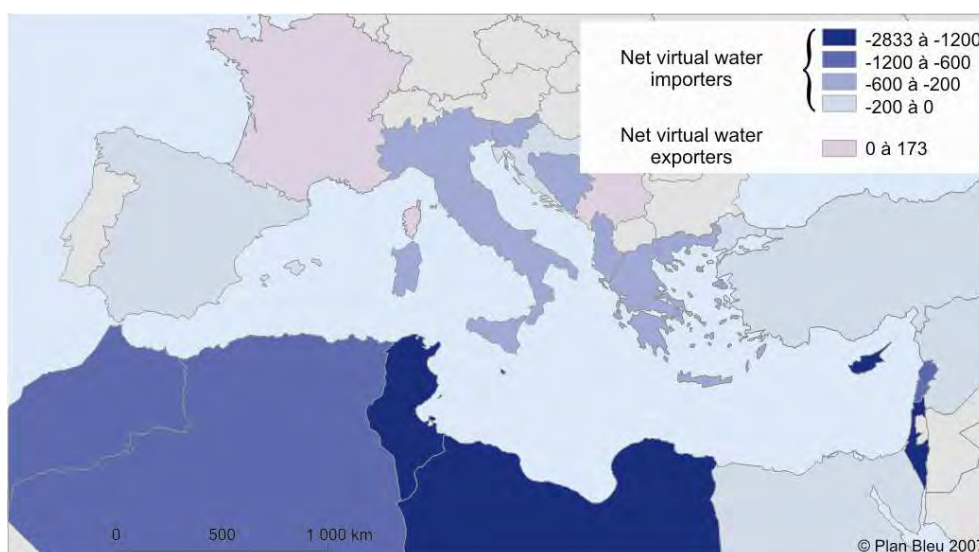 Net virtual water
importers
-2833 à -1200
-1200 à -600
-600 à -200
-200 à 0
Net virtual water
exporters
0 à 173
0 500 1 000 km
© Plan Bleu